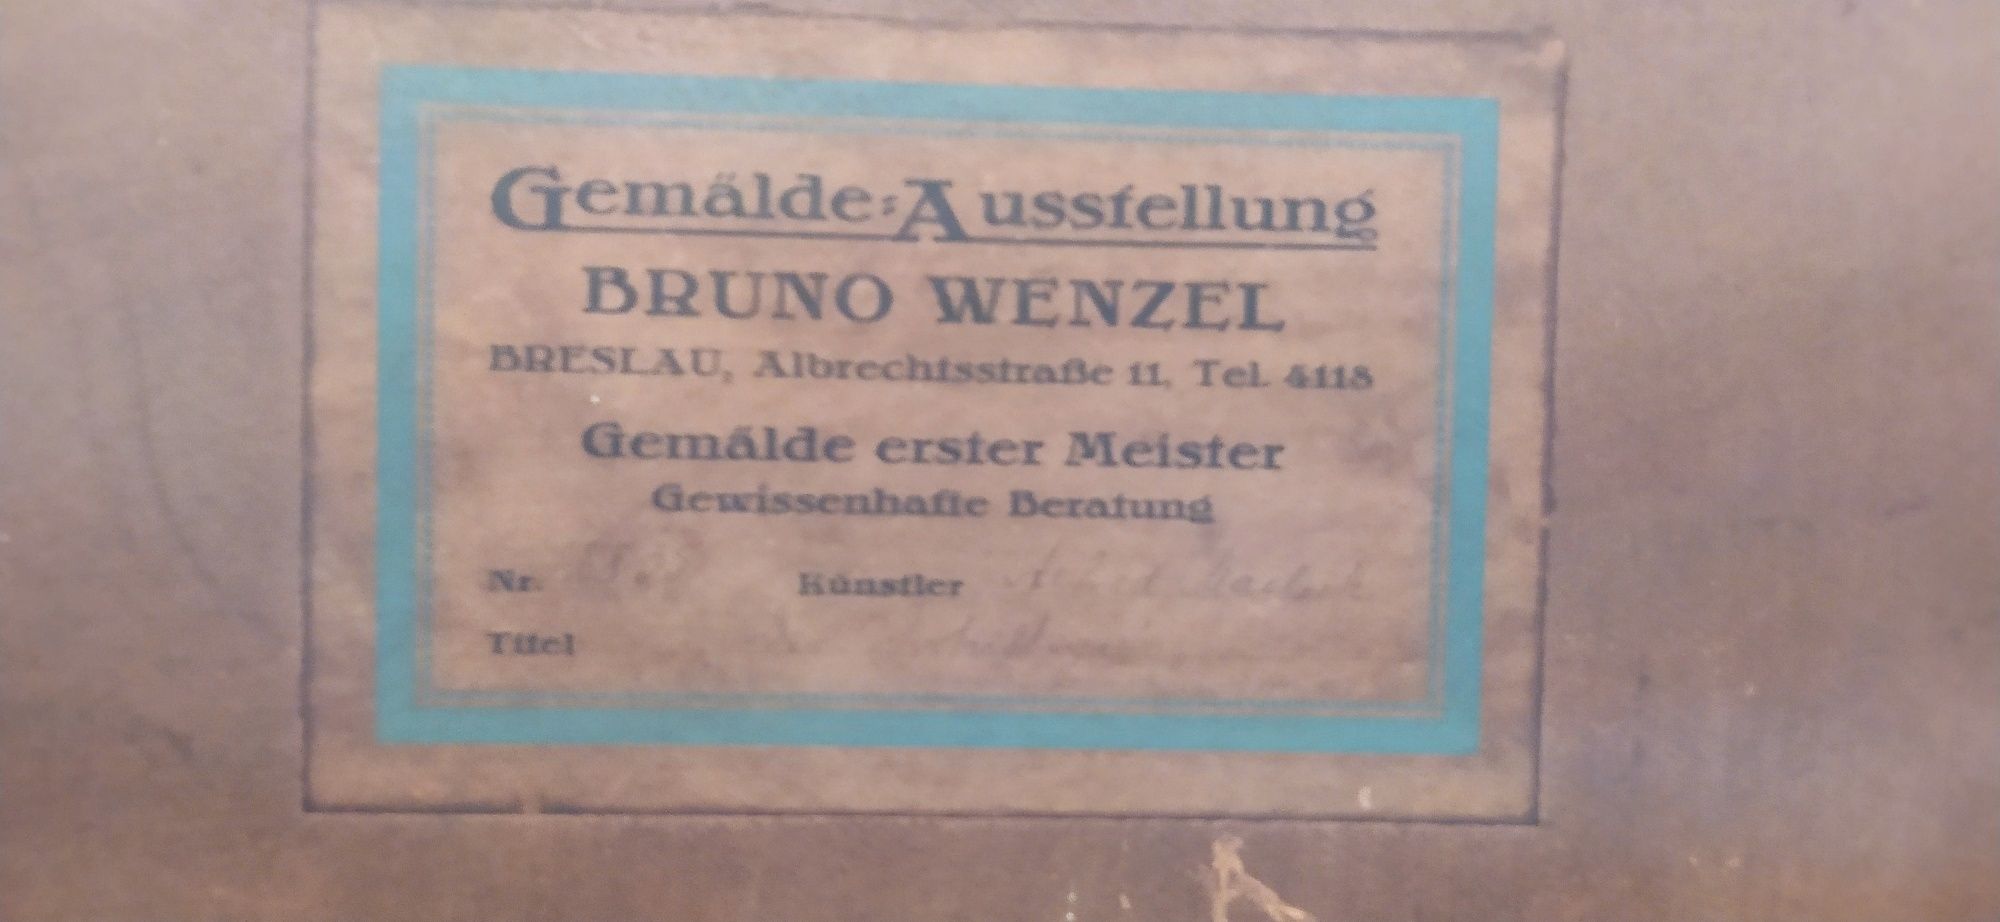 Gemälde-Ausstellung
BRUNO WENZEL
BRESLAU, Albrechtsstraße 11, Tel. 4118
Gemälde erster Meister
Gewissenhafte Beratung
Nr. Künstler
Titel